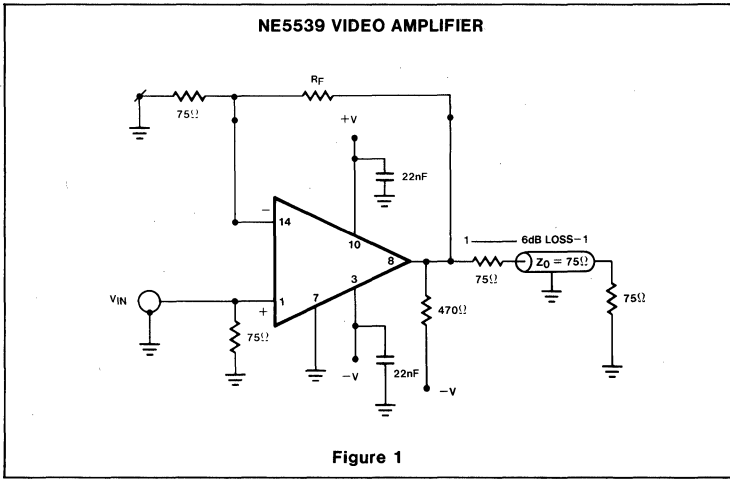 NE5539 VIDEO AMPLIFIER
RF
75Ω
+V
22nF
14
−
10
1 6dB LOSS-1
8
Z0 = 75Ω
75Ω
3
VIN
1
+
7
470Ω
75Ω
75Ω
−V
22nF
−V
Figure 1